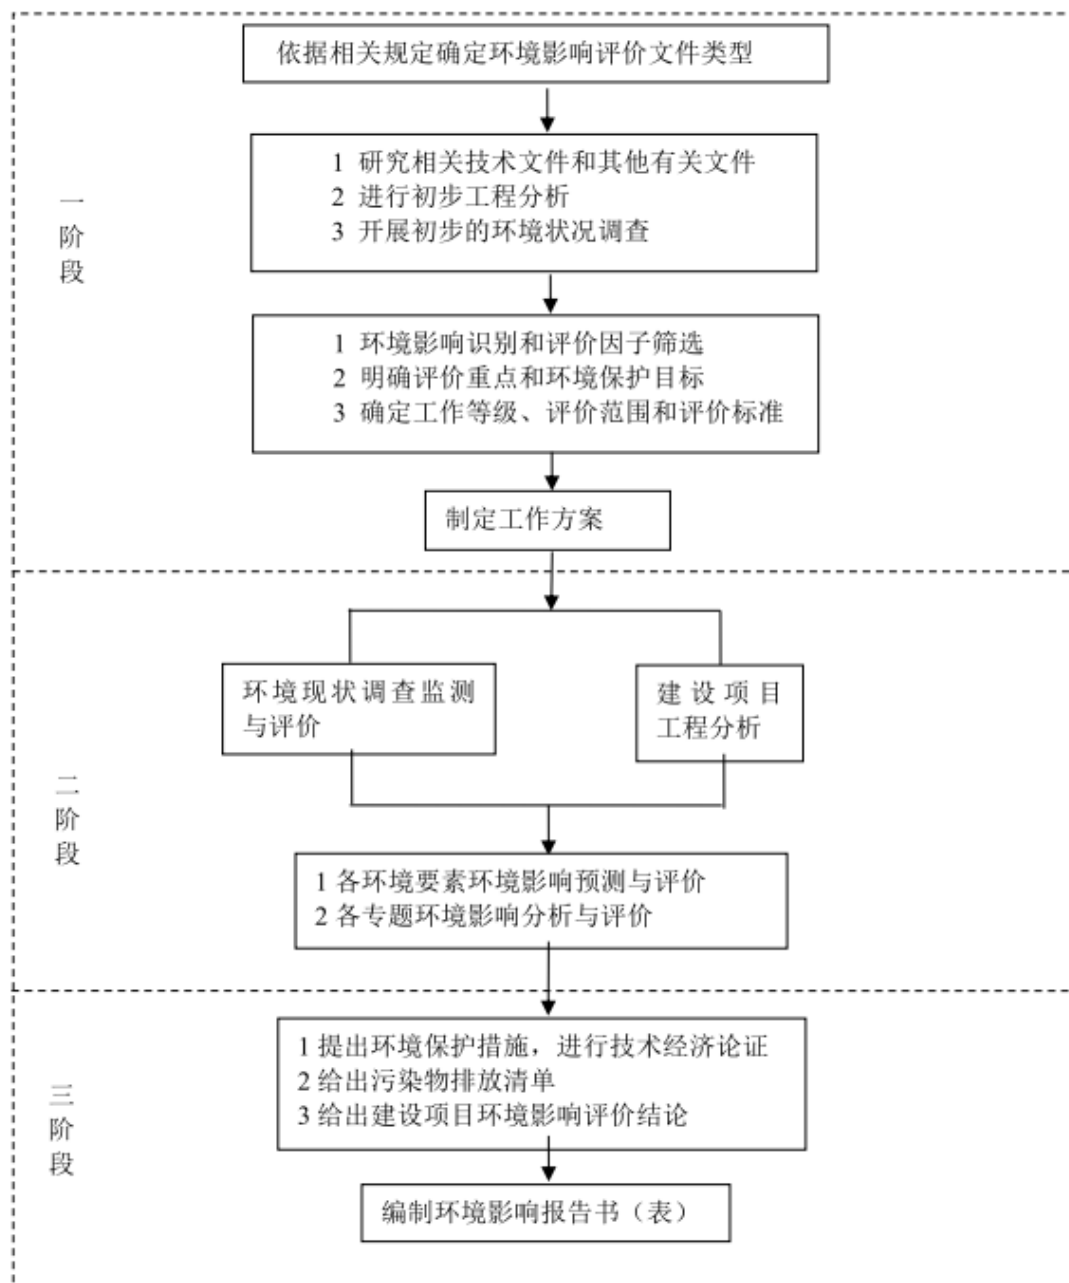 依据相关规定确定环境影响评价文件类型
1 研究相关技术文件和其他有关文件
2 进行初步工程分析
3 开展初步的环境状况调查
一
阶
段
1 环境影响识别和评价因子筛选
2 明确评价重点和环境保护目标
3 确定工作等级、评价范围和评价标准
制定工作方案
环境现状调查监测
与评价
建设项目
工程分析
二
阶
段
1 各环境要素环境影响预测与评价
2 各专题环境影响分析与评价
1 提出环境保护措施，进行技术经济论证
2 给出污染物排放清单
3 给出建设项目环境影响评价结论
三
阶
段
编制环境影响报告书（表）